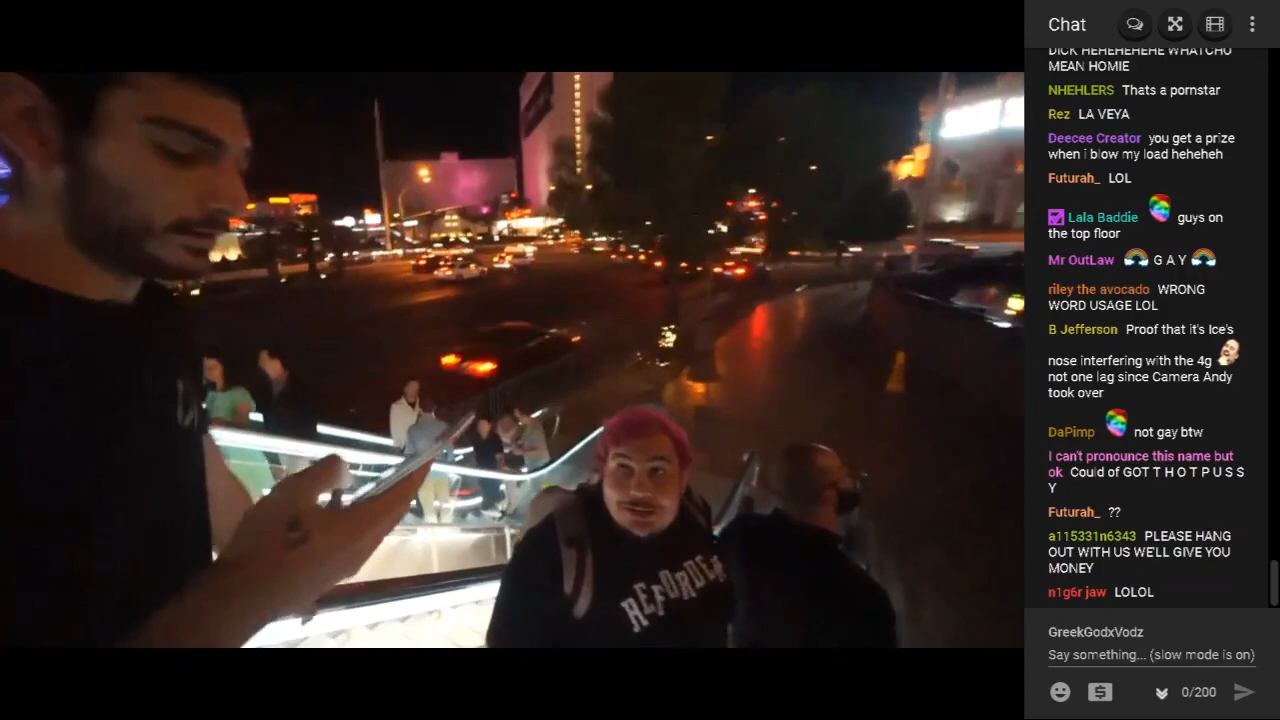 Chat
DICK HEHEHEHEHE WHATCHU
MEAN HOMIE
NHEHLERS Thats a pornstar
Rez LA VEYA
Deecee Creator you get a prize
when i blow my load heheheh
Futurah_ LOL
Lala Baddie guys on
the top floor
Mr OutLaw G A Y
riley the avocado WRONG
WORD USAGE LOL
B Jefferson Proof that it's Ice's
nose interfering with the 4g
not one lag since Camera Andy
took over
DaPimp not gay btw
I can't pronounce this name but
ok Could of G O T T H O T P U S S
Y
Futurah_ ??
a115331n6343 PLEASE HANG
OUT WITH US WE'LL GIVE YOU
MONEY
n1g6r jaw LOLOL
GreekGodxVodz
Say something... (slow mode is on)
0/200